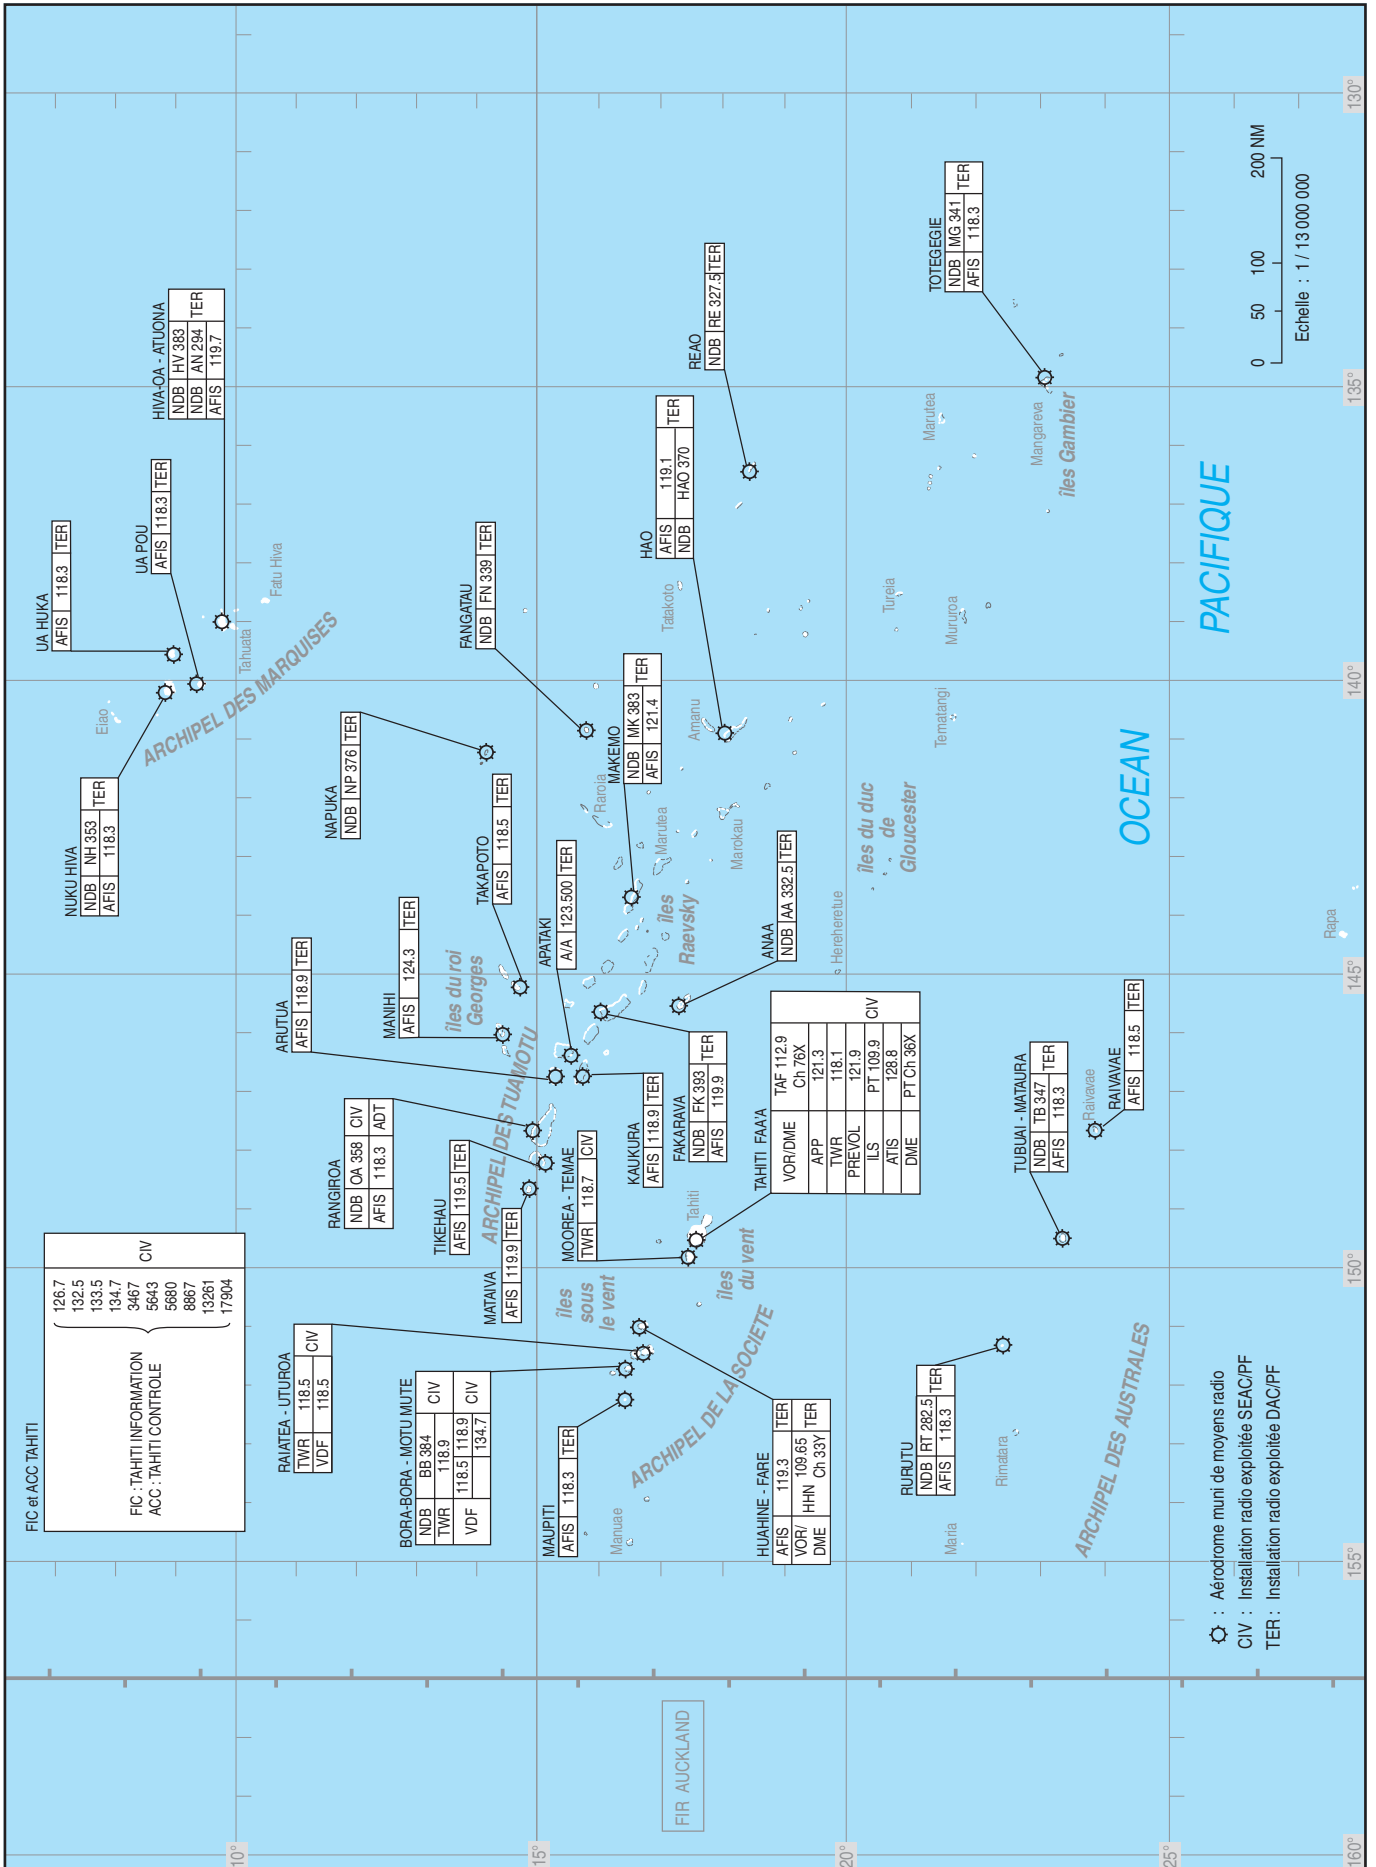 FIC et ACC TAHITI
FIC : TAHITI INFORMATION
ACC : TAHITI CONTROLE
126.7
132.5
133.5
134.7
3467
5643
5680
8867
13261
17904
CIV
UA HUKA
AFIS 118.3 TER
UA POU
AFIS 118.3 TER
HIVA-OA - ATUONA
NDB HV 383
NDB AN 294
AFIS 119.7
TER
NUKU HIVA
NDB NH 353
AFIS 118.3
TER
Eiao
Tahuata
Fatu Hiva
ARCHIPEL DES MARQUISES
RAIATEA - UTUROA
TWR 118.5
VDF 118.5
CIV
ARUTUA
AFIS 118.9 TER
RANGIROA
NDB OA 358 CIV
AFIS 118.3 ADT
MANIHI
AFIS 124.3 TER
NAPUKA
NDB NP 376 TER
BORA-BORA - MOTU MUTE
NDB BB 384
TWR 118.9
CIV
VDF 118.5 118.9
134.7
CIV
TIKEHAU
AFIS 119.5 TER
MATAIVA
AFIS 119.9 TER
îles du roi
Georges
TAKAPOTO
AFIS 118.5 TER
FANGATAU
NDB FN 339 TER
ARCHIPEL DES TUAMOTU
MAUPITI
AFIS 118.3 TER
MOOREA - TEMAE
TWR 118.7 CIV
APATAKI
A/A 123.500 TER
îles
sous
le vent
Raroia
MAKEMO
NDB MK 383
AFIS 121.4
TER
KAUKURA
AFIS 118.9 TER
Manuae
HAO
AFIS 119.1
NDB HAO 370
TER
Tatakoto
Marutea
îles
Raevsky
FAKARAVA
NDB FK 393
AFIS 119.9
TER
Tahiti
îles
du vent
Amanu
REAO
NDB RE 327.5 TER
Marokau
ARCHIPEL DE LA SOCIETE
HUAHINE - FARE
AFIS 119.3 TER
VOR/
DME
HHN 109.65
Ch 33Y
TER
TAHITI FAA'A
VOR/DME TAF 112.9
Ch 76X
APP 121.3
TWR 118.1
PREVOL 121.9
ILS PT 109.9
ATIS 128.8
DME PT Ch 36X
CIV
ANAA
NDB AA 332.5 TER
Hereheretue
îles du duc
de
Gloucester
Tureia
Mururoa
Tematangi
Marutea
TOTEGEGIE
NDB MG 341
AFIS 118.3
TER
Mangareva
îles Gambier
RURUTU
NDB RT 282.5
AFIS 118.3
TER
Maria
Rimatara
TUBUAI - MATAURA
NDB TB 347
AFIS 118.3
TER
Raivavae
RAIVAVAE
AFIS 118.5 TER
ARCHIPEL DES AUSTRALES
Rapa
OCEAN
PACIFIQUE
FIR AUCKLAND
: Aérodrome muni de moyens radio
CIV : Installation radio exploitée SEAC/PF
TER : Installation radio exploitée DAC/PF
0 50 100 200 NM
Echelle : 1 / 13 000 000
10°
15°
20°
25°
160°
155°
150°
145°
140°
135°
130°